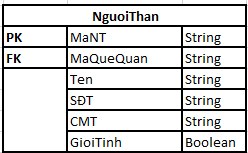 NguoiThan
PK MaNT String
FK MaQueQuan String
Ten String
SĐT String
CMT String
GioiTinh Boolean